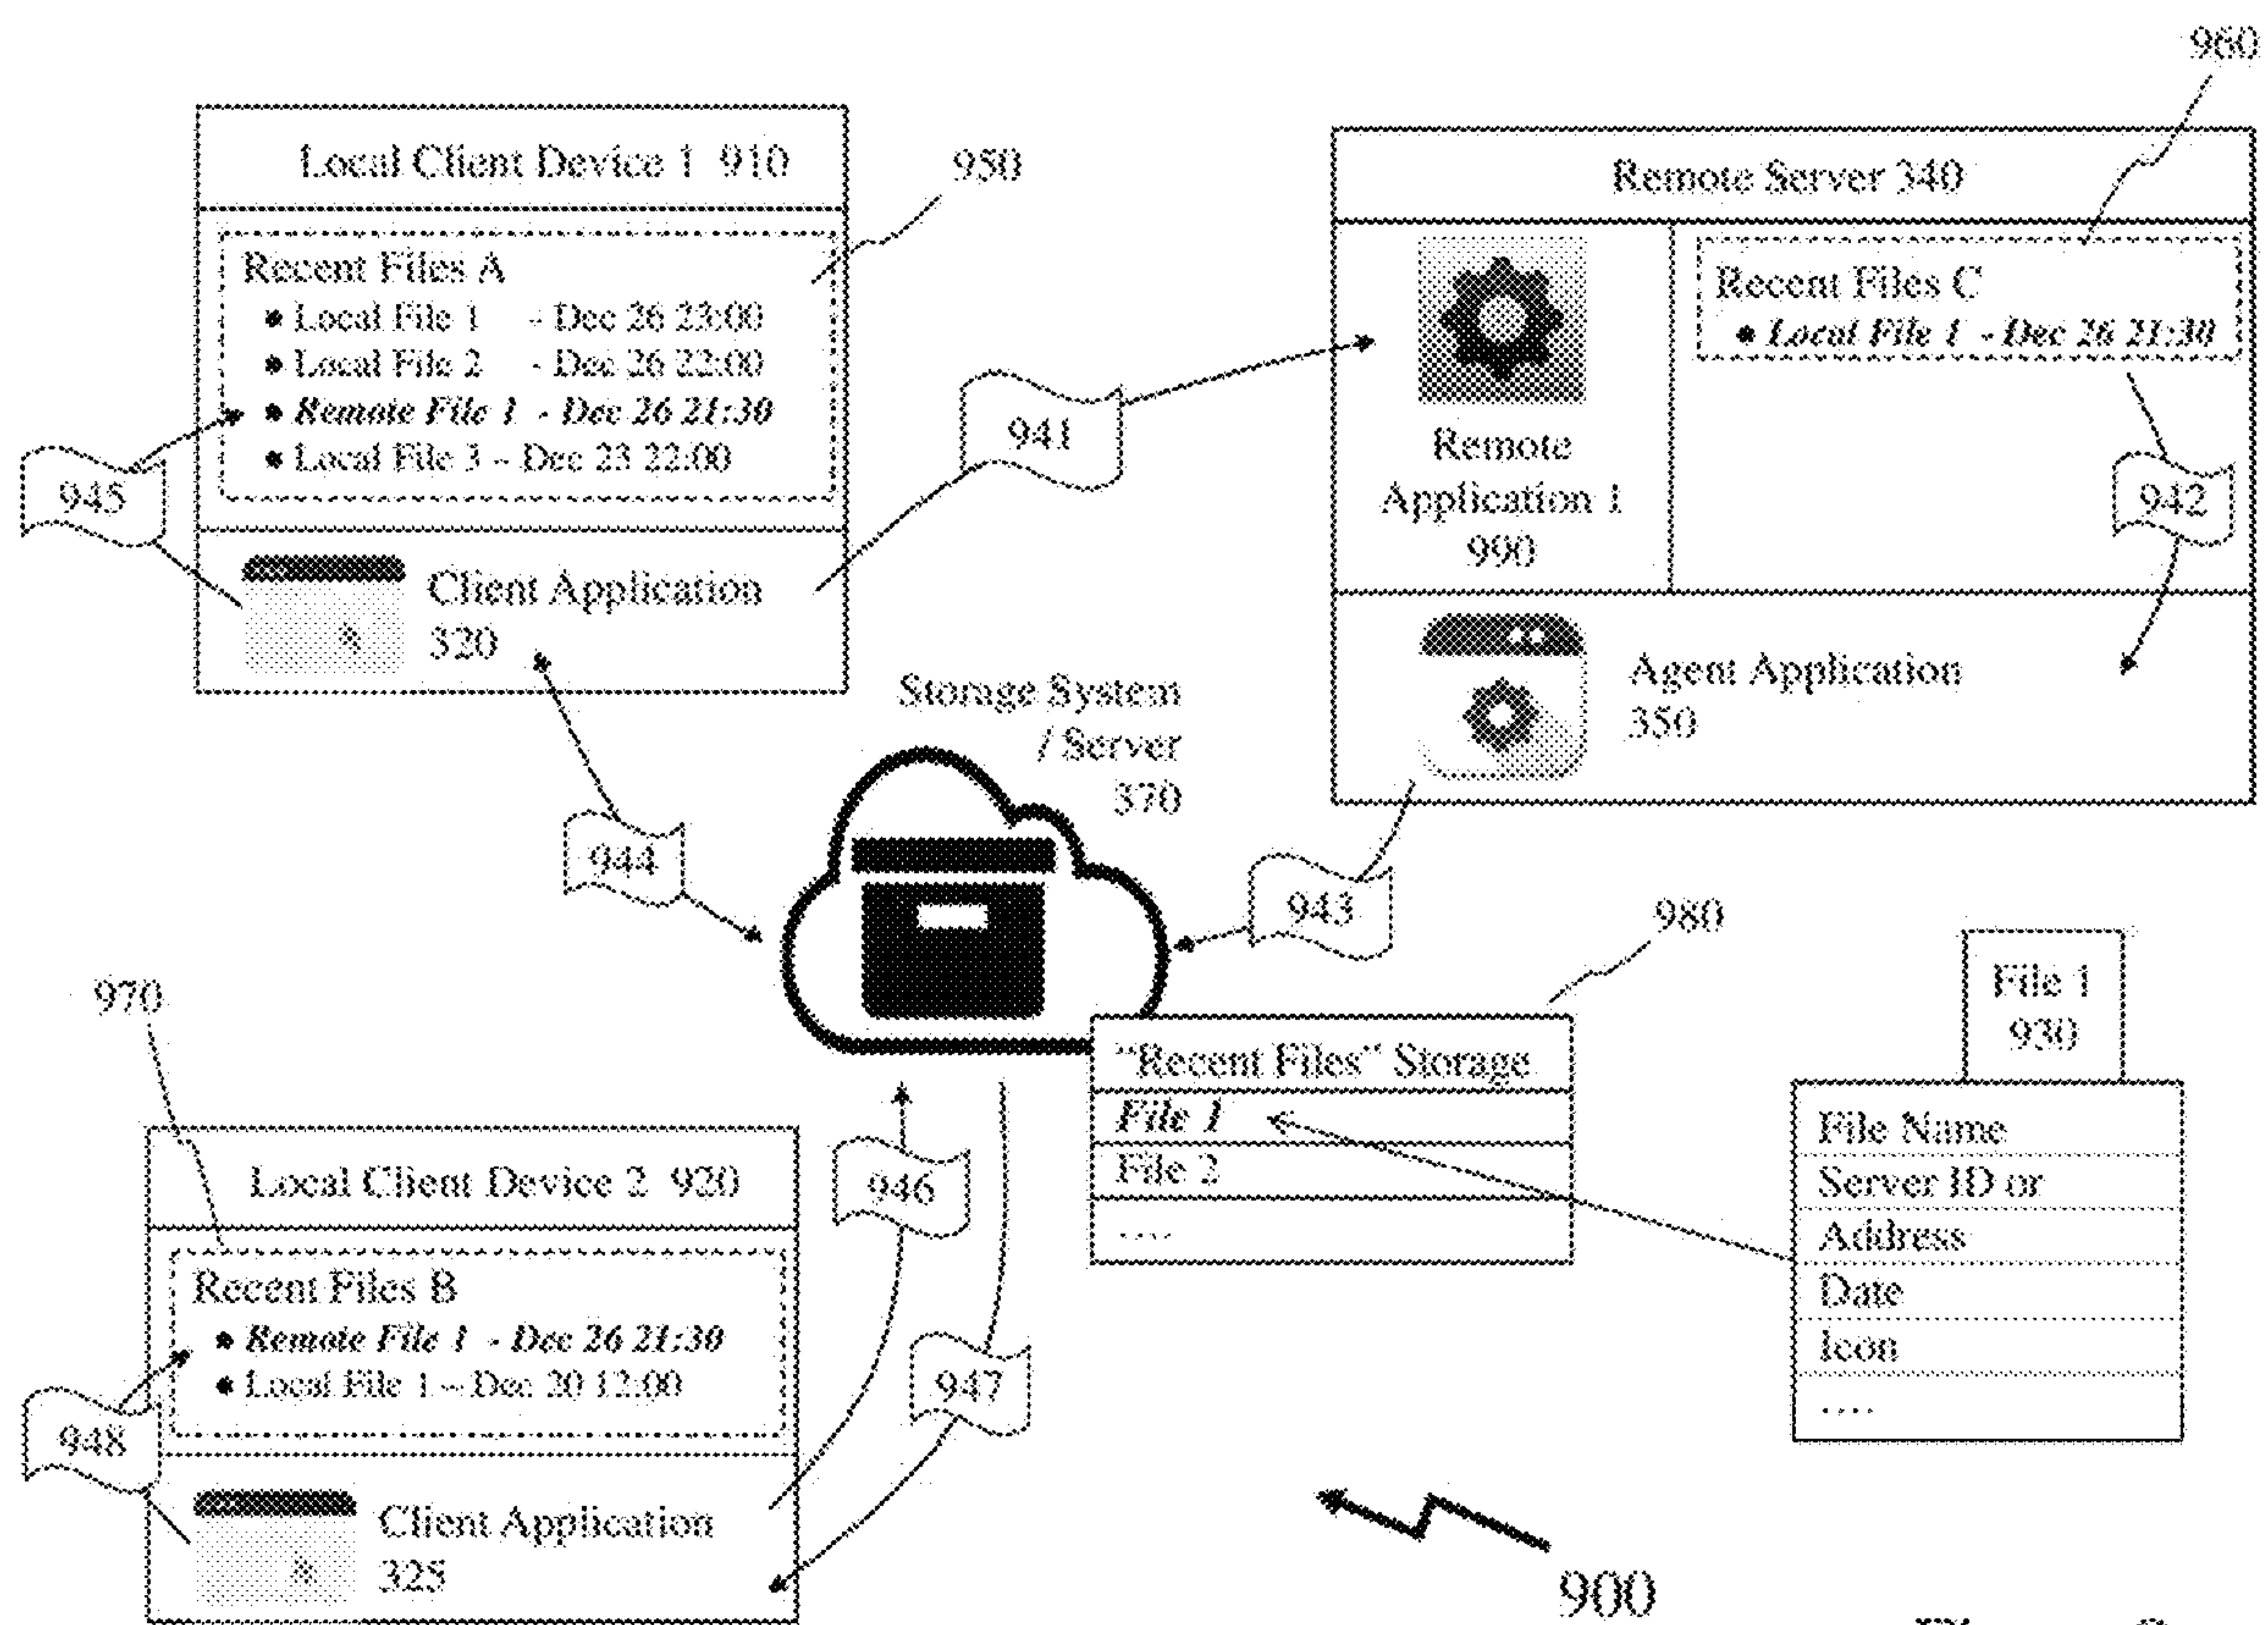 960
Local Client Device 1 910
950
Remote Server 340
Recent Files A
• Local File 1 - Dec 26 23:00
• Local File 2 - Dec 26 22:00
• Remote File 1 - Dec 26 21:30
• Local File 3 – Dec 23 22:00
945
941
Recent Files C
• Local File 1 - Dec 26 21:30
942
Remote
Application 1
990
Client Application
320
Agent Application
350
Storage System
/ Server
370
944
943
980
970
File 1
930
"Recent Files" Storage
File 1
File 2
....
File Name
Server ID or
Address
Date
Icon
....
946
947
Local Client Device 2 920
Recent Files B
• Remote File 1 - Dec 26 21:30
• Local File 1 – Dec 20 12:00
948
Client Application
325
900